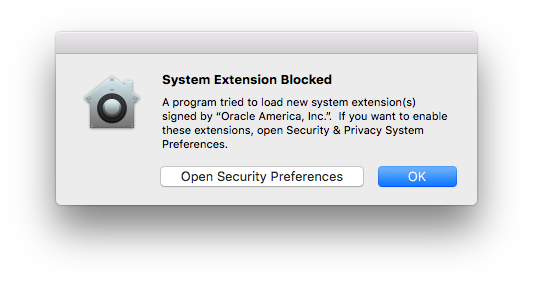 System Extension Blocked
A program tried to load new system extension(s)
signed by “Oracle America, Inc.”.  If you want to enable
these extensions, open Security & Privacy System
Preferences.
Open Security Preferences
OK